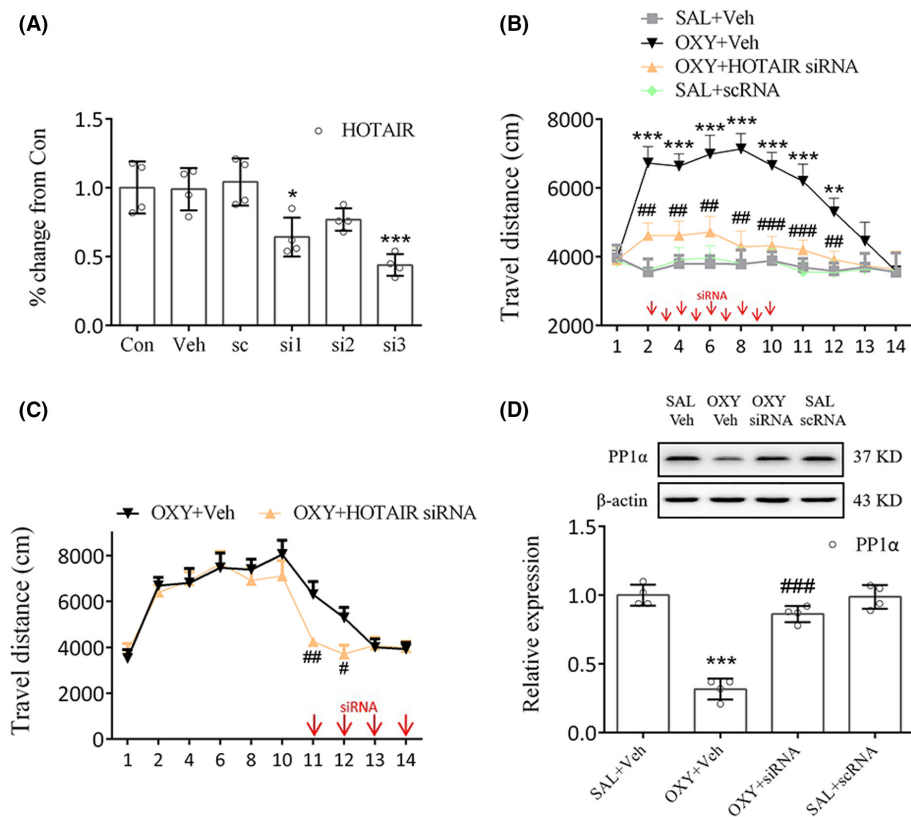 (A)
% change from Con
1.5
1.0
0.5
0.0
HOTAIR
*
***
Con Veh sc si1 si2 si3
(B)
SAL+Veh
OXY+Veh
OXY+HOTAIR siRNA
SAL+scRNA
Travel distance (cm)
8000
6000
4000
2000
*** *** *** *** *** *** **
## ## ## ## ### ### ##
siRNA
1 2 4 6 8 10 11 12 13 14
(C)
OXY+Veh OXY+HOTAIR siRNA
Travel distance (cm)
8000
6000
4000
2000
0
## #
siRNA
1 2 4 6 8 10 11 12 13 14
(D)
SAL OXY OXY SAL
Veh Veh siRNA scRNA
PP1α 37 KD
β-actin 43 KD
Relative expression
1.5
1.0
0.5
0.0
PP1α
***
###
SAL+Veh OXY+Veh OXY+siRNA SAL+scRNA